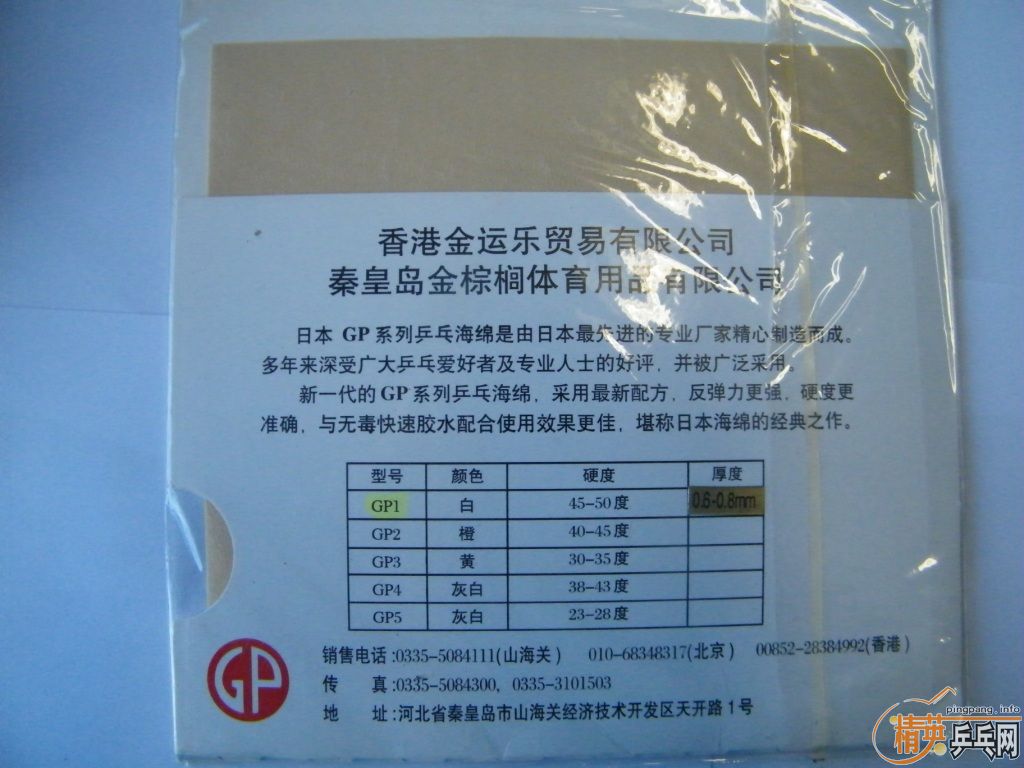 香港金运乐贸易有限公司
秦皇岛金棕榈体育用品有限公司
日本 GP 系列乒乓海绵是由日本最先进的专业厂家精心制造而成。
多年来深受广大乒乓爱好者及专业人士的好评，并被广泛采用。
新一代的 GP 系列乒乓海绵，采用最新配方，反弹力更强，硬度更
准确，与无毒快速胶水配合使用效果更佳，堪称日本海绵的经典之作。
型号 颜色 硬度 厚度
GP1 白 45-50 度 0.6-0.8mm
GP2 橙 40-45 度
GP3 黄 30-35 度
GP4 灰白 38-43 度
GP5 灰白 23-28 度
销售电话:0335-5084111(山海关) 010-68348317(北京) 00852-28384992(香港)
传 真:0335-5084300, 0335-3101503
地 址:河北省秦皇岛市山海关经济技术开发区天开路 1 号
GP
pingpang.info
精英乒乓网